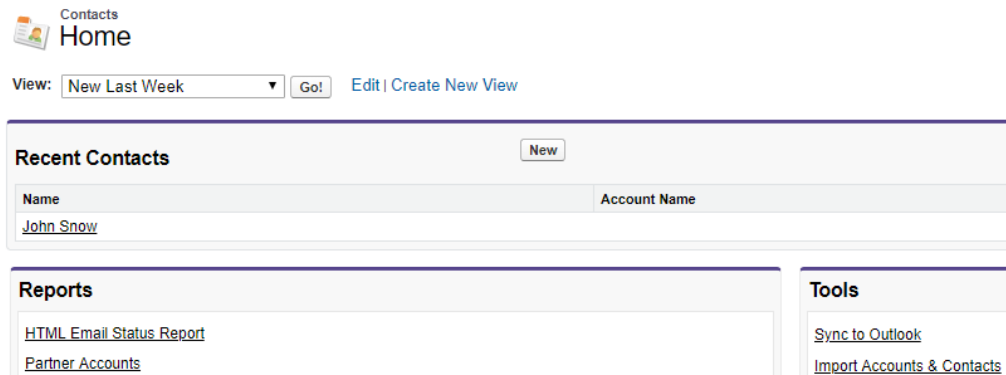 Contacts
Home
View: New Last Week Go! Edit | Create New View
Recent Contacts New
Name Account Name
John Snow
Reports
HTML Email Status Report
Partner Accounts
Tools
Sync to Outlook
Import Accounts & Contacts